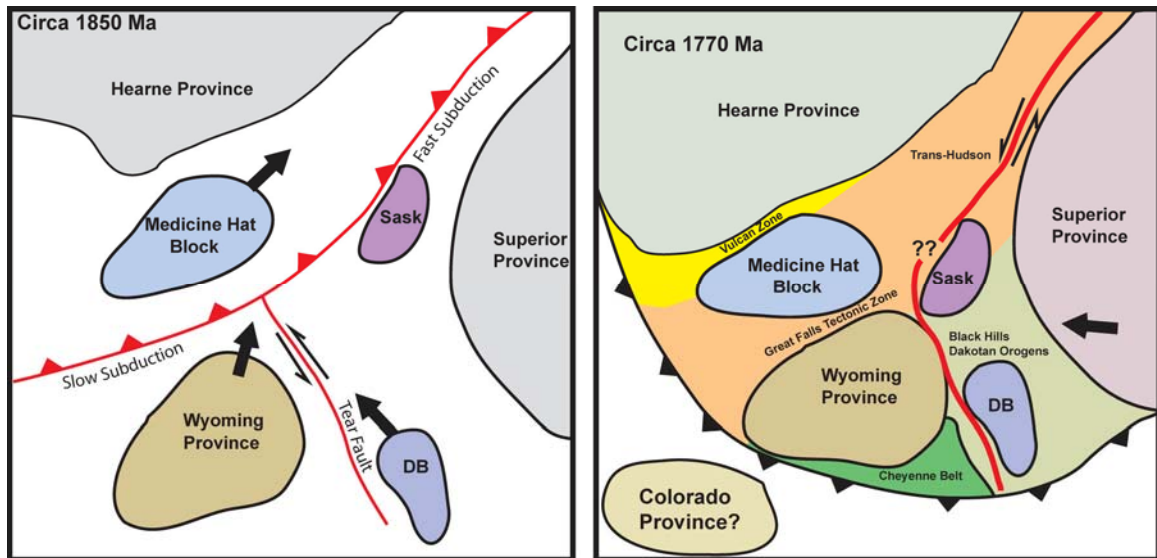 Circa 1850 Ma
Hearne Province
Fast Subduction
Medicine Hat
Block
Sask
Superior
Province
Slow Subduction
Wyoming
Province
Tear Fault
DB
Circa 1770 Ma
Hearne Province
Trans-Hudson
Superior
Province
Vulcan Zone
??
Medicine Hat
Block
Sask
Great Falls Tectonic Zone
Black Hills
Dakotan Orogens
Wyoming
Province
DB
Cheyenne Belt
Colorado
Province?